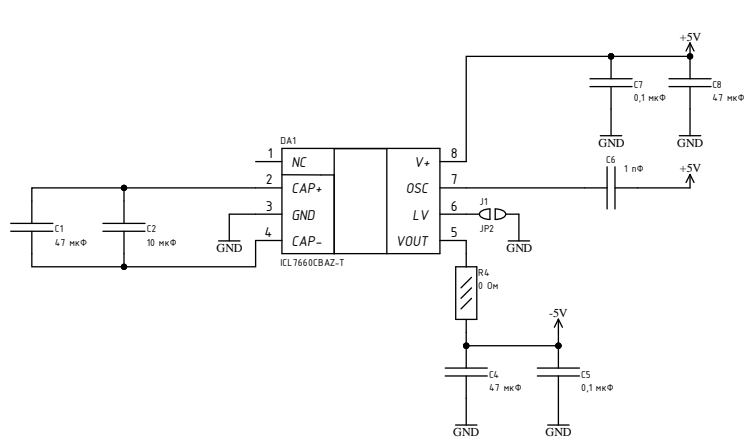 +5V
C7
0,1 мкФ
C8
47 мкФ
GND
GND
DA1
1
NC
V+
8
2
CAP+
OSC
7
3
GND
LV
6
4
CAP-
VOUT
5
ICL7660CBAZ-T
C6
1 пФ
+5V
J1
JP2
GND
GND
C1
47 мкФ
C2
10 мкФ
R4
0 Ом
-5V
C4
47 мкФ
C5
0,1 мкФ
GND
GND